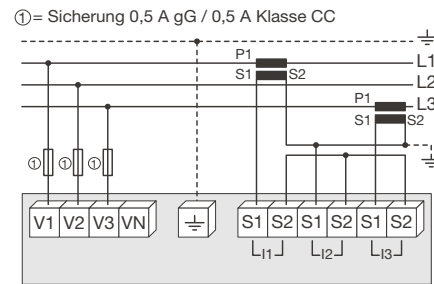 ①= Sicherung 0,5 A gG / 0,5 A Klasse CC
P1
L1
S1 S2
L2
P1
L3
S1 S2
① ① ①
V1 V2 V3 VN S1 S2 S1 S2 S1 S2
I1 I2 I3